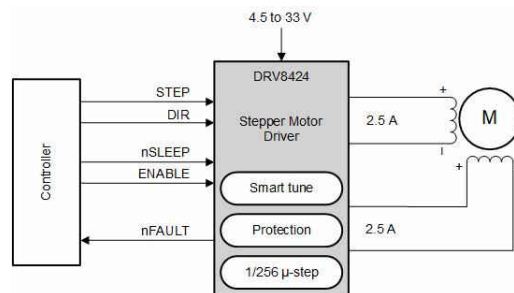 4.5 to 33 V
DRV8424
Stepper Motor
Driver
Controller
STEP
DIR
nSLEEP
ENABLE
nFAULT
Smart tune
Protection
1/256 µ-step
+
2.5 A
–
M
+
2.5 A